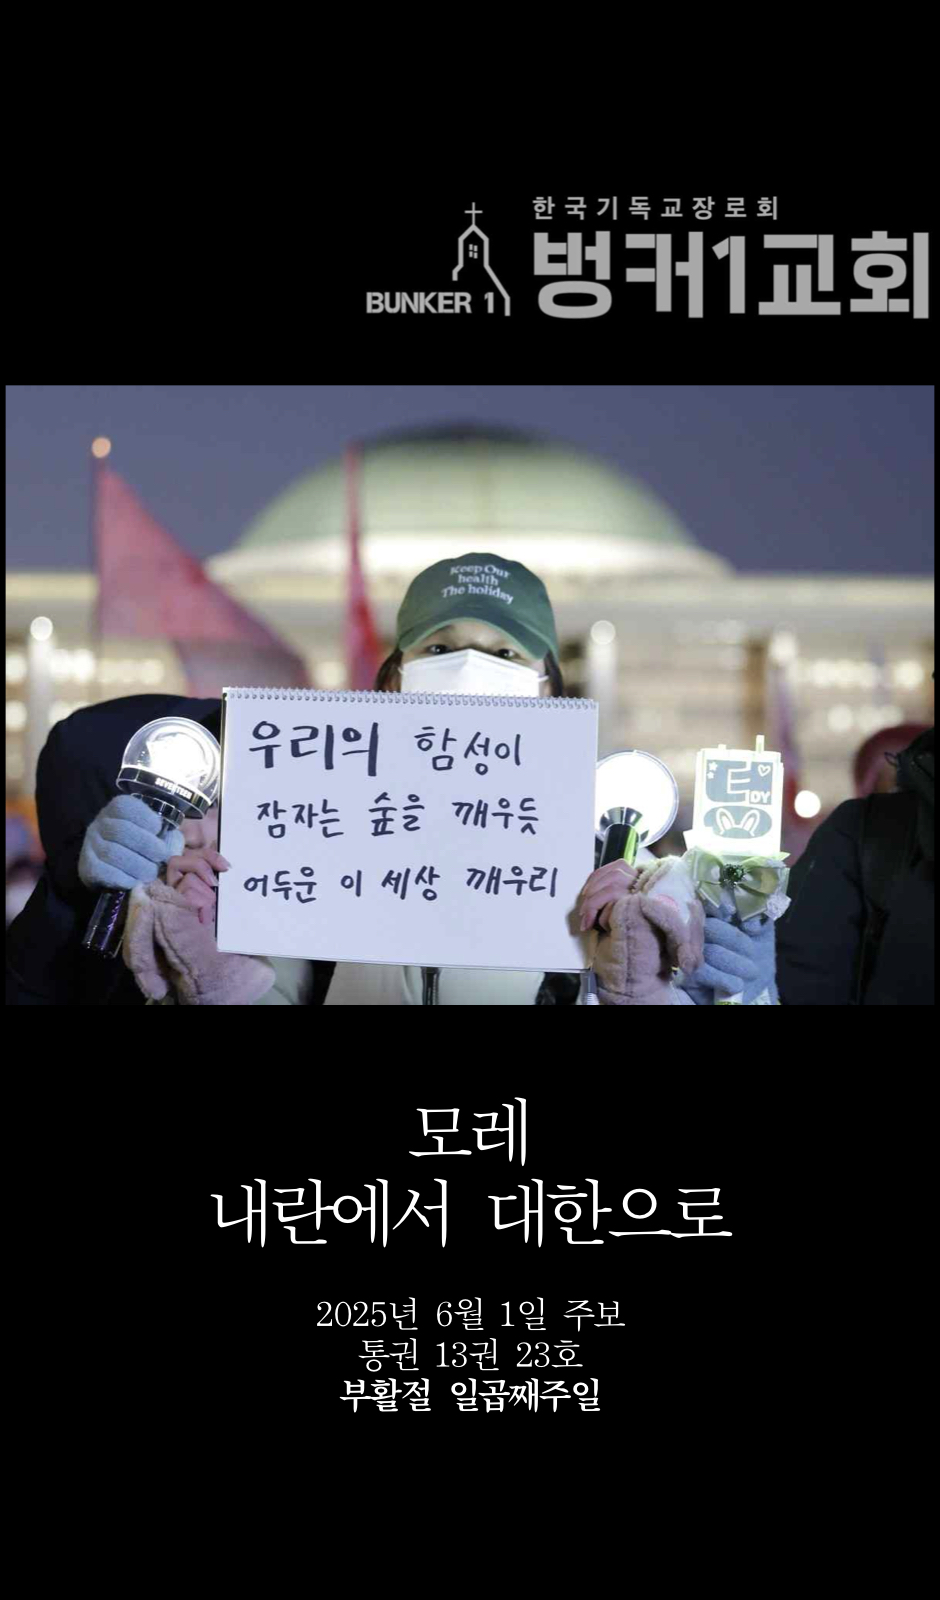 한국기독교장로회
벙커1교회
BUNKER 1
Keep Our
health
The holiday
SEVENTEEN
우리의 함성이
잠자는 숲을 깨우듯
어두운 이 세상 깨우리
DY
모레
내란에서 대한으로
2025년 6월 1일 주보
통권 13권 23호
부활절 일곱째주일